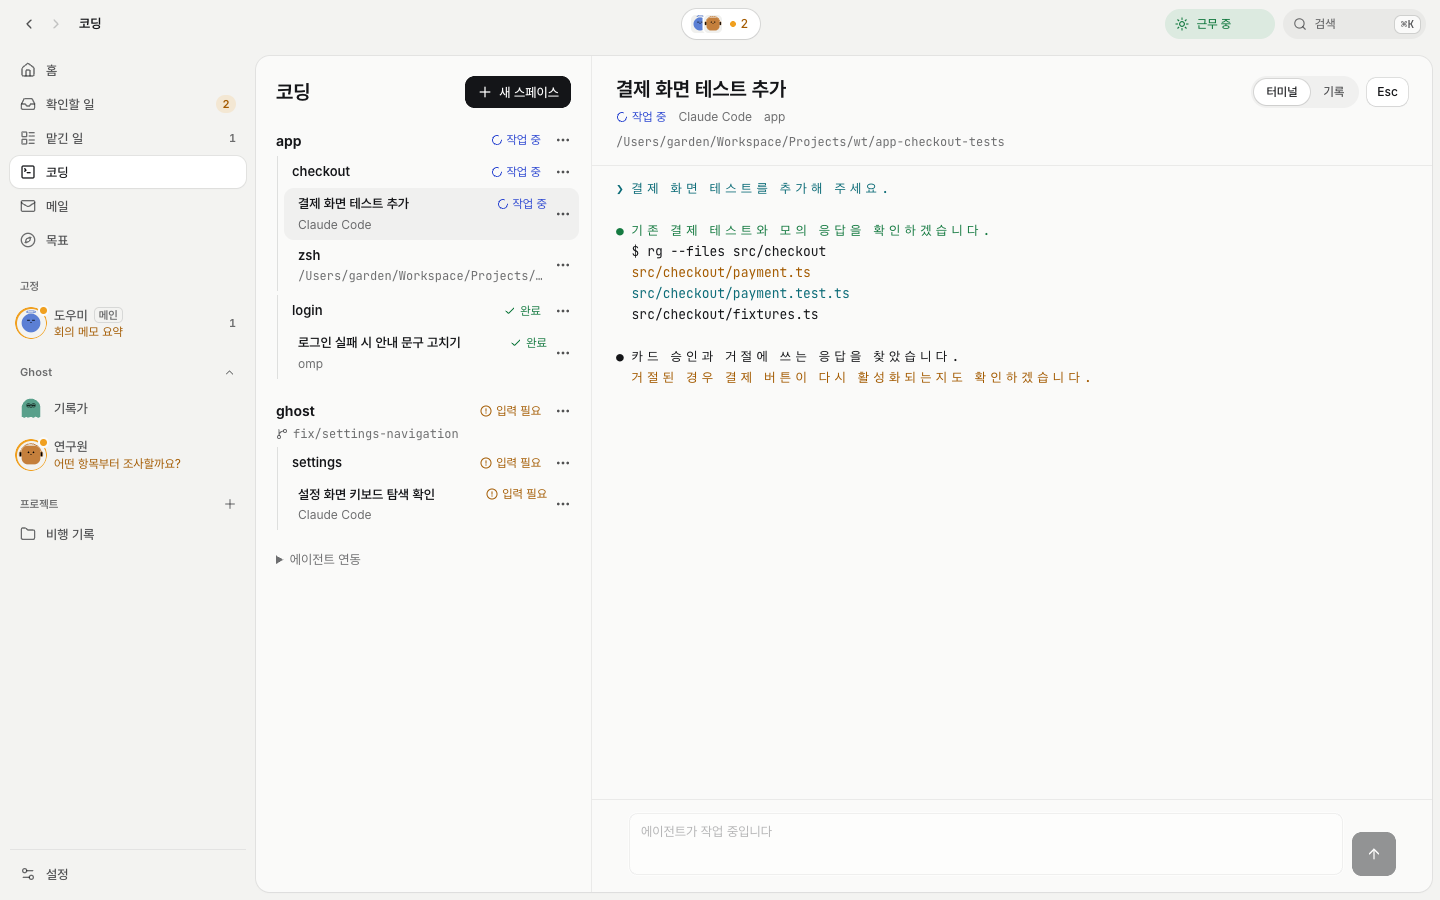 코딩
2
근무 중
검색
⌘K
홈
확인할 일
2
맡긴 일
1
코딩
메일
목표
고정
도우미 메인
회의 메모 요약
1
Ghost
기록가
연구원
어떤 항목부터 조사할까요?
프로젝트
비행 기록
설정
코딩
새 스페이스
app
작업 중
checkout
작업 중
결제 화면 테스트 추가
작업 중
Claude Code
zsh
/Users/garden/Workspace/Projects/…
login
완료
로그인 실패 시 안내 문구 고치기
완료
omp
ghost
입력 필요
fix/settings-navigation
settings
입력 필요
설정 화면 키보드 탐색 확인
입력 필요
Claude Code
에이전트 연동
결제 화면 테스트 추가
작업 중 Claude Code app
/Users/garden/Workspace/Projects/wt/app-checkout-tests
터미널
기록
Esc
❯ 결제 화면 테스트를 추가해 주세요.
● 기존 결제 테스트와 모의 응답을 확인하겠습니다.
$ rg --files src/checkout
src/checkout/payment.ts
src/checkout/payment.test.ts
src/checkout/fixtures.ts
● 카드 승인과 거절에 쓰는 응답을 찾았습니다.
거절된 경우 결제 버튼이 다시 활성화되는지도 확인하겠습니다.
에이전트가 작업 중입니다